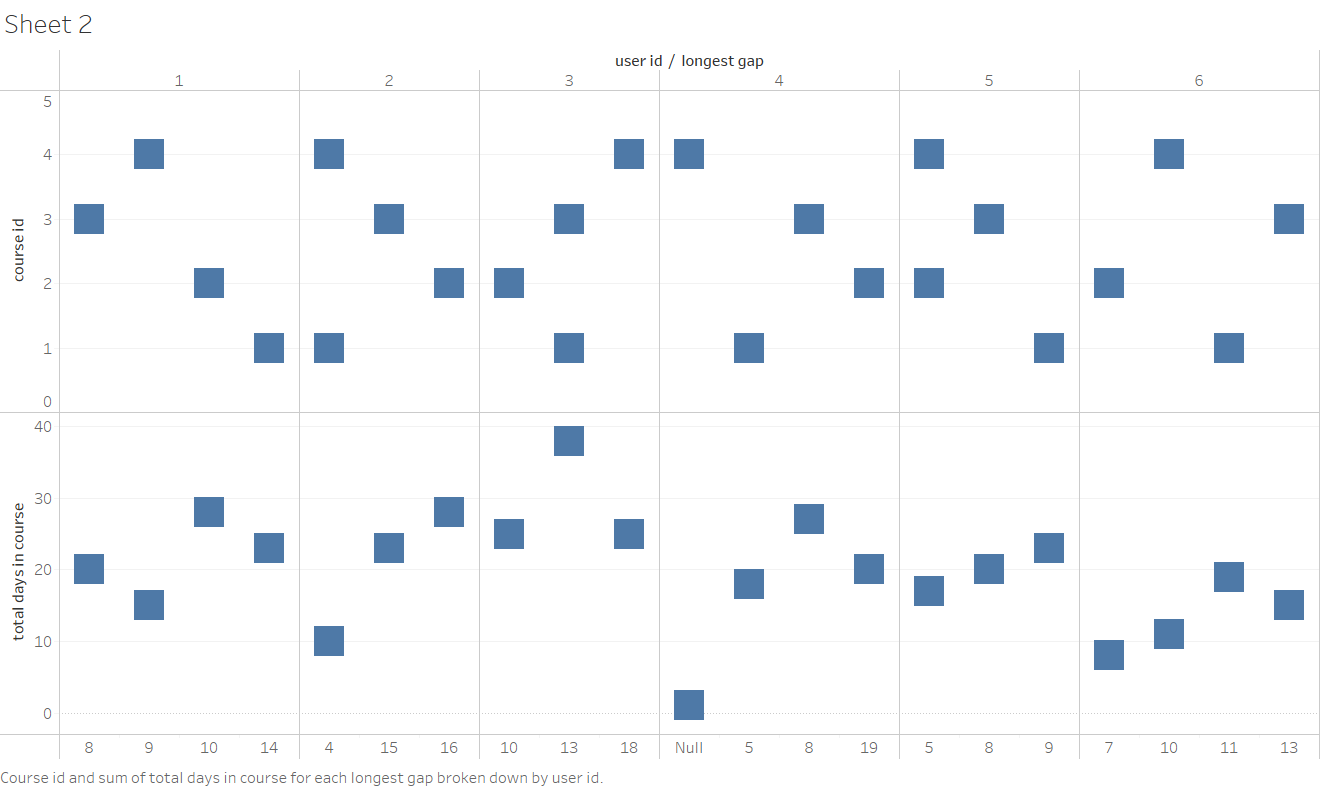 Sheet 2
user id / longest gap
1 2 3 4 5 6
course id
5
4
3
2
1
0
total days in course
40
30
20
10
0
8 9 10 14 4 15 16 10 13 18 Null 5 8 19 5 8 9 7 10 11 13
Course id and sum of total days in course for each longest gap broken down by user id.